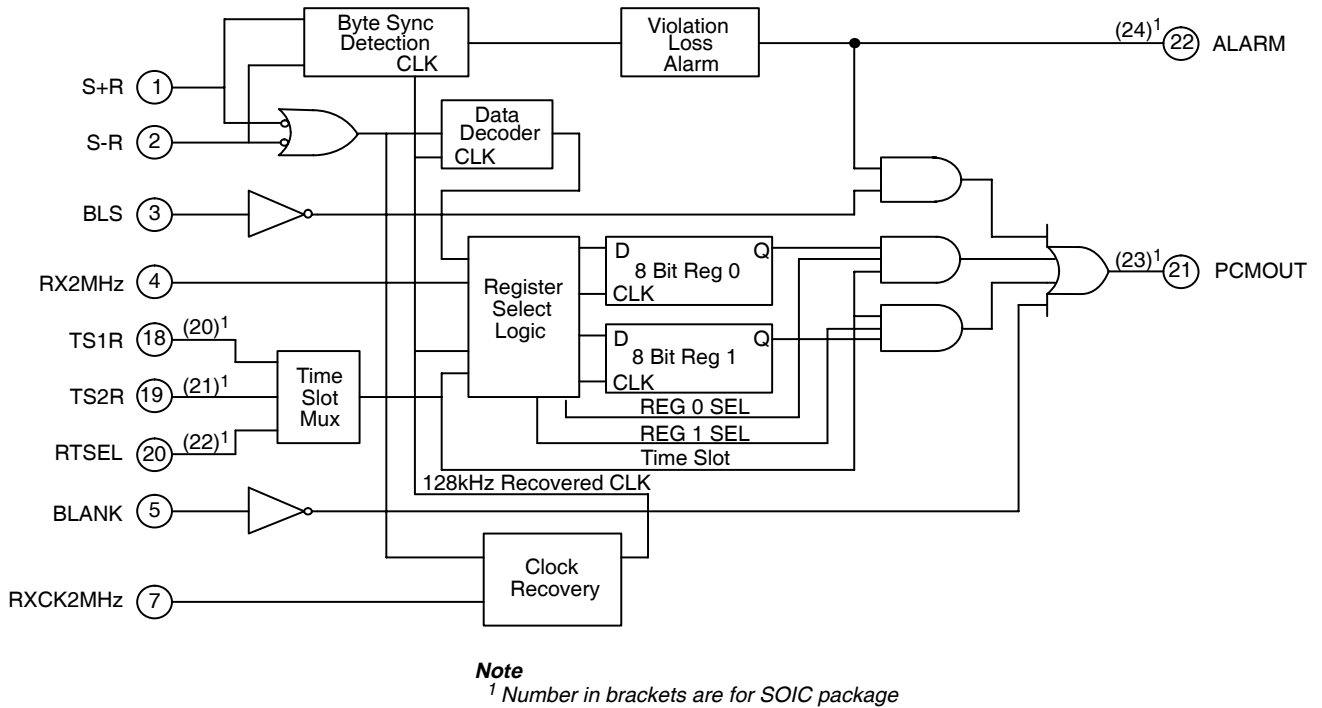 Byte Sync
Detection
CLK
Violation
Loss
Alarm
(24)1
22
ALARM
S+R
1
S-R
2
Data
Decoder
CLK
BLS
3
RX2MHz
4
Register
Select
Logic
D
Q
8 Bit Reg 0
CLK
D
Q
8 Bit Reg 1
CLK
(23)1
21
PCMOUT
TS1R
18
(20)1
TS2R
19
(21)1
RTSEL
20
(22)1
Time
Slot
Mux
REG 0 SEL
REG 1 SEL
Time Slot
128kHz Recovered CLK
BLANK
5
Clock
Recovery
RXCK2MHz
7
Note
1 Number in brackets are for SOIC package